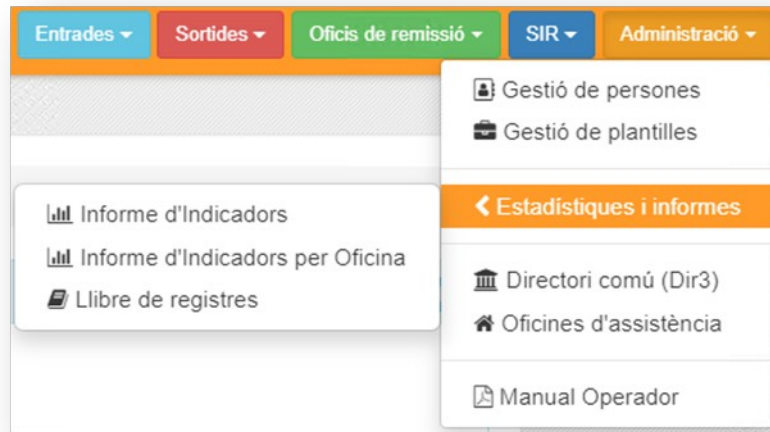 Entrades Sortides Oficis de remissió SIR Administració
Gestió de persones
Gestió de plantilles
Estadístiques i informes
Informe d'Indicadors
Informe d'Indicadors per Oficina
Llibre de registres
Directori comú (Dir3)
Oficines d'assistència
Manual Operador